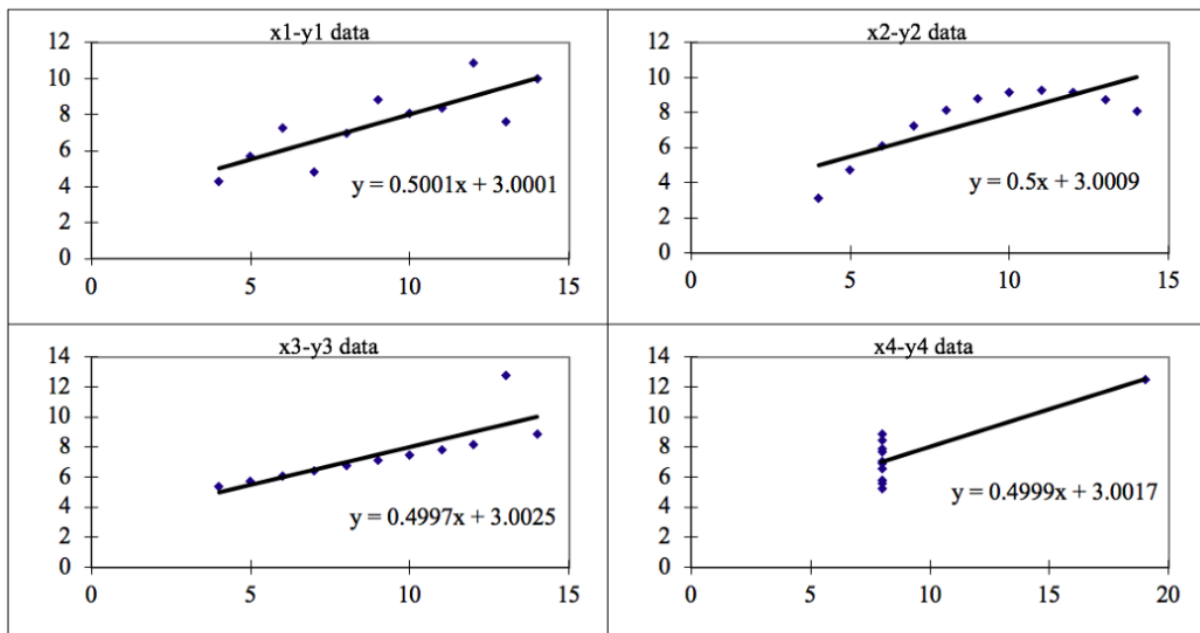 x1-y1 data
12
10
8
6
4
2
0
0 5 10 15
y = 0.5001x + 3.0001
x2-y2 data
12
10
8
6
4
2
0
0 5 10 15
y = 0.5x + 3.0009
x3-y3 data
14
12
10
8
6
4
2
0
0 5 10 15
y = 0.4997x + 3.0025
x4-y4 data
14
12
10
8
6
4
2
0
0 5 10 15 20
y = 0.4999x + 3.0017